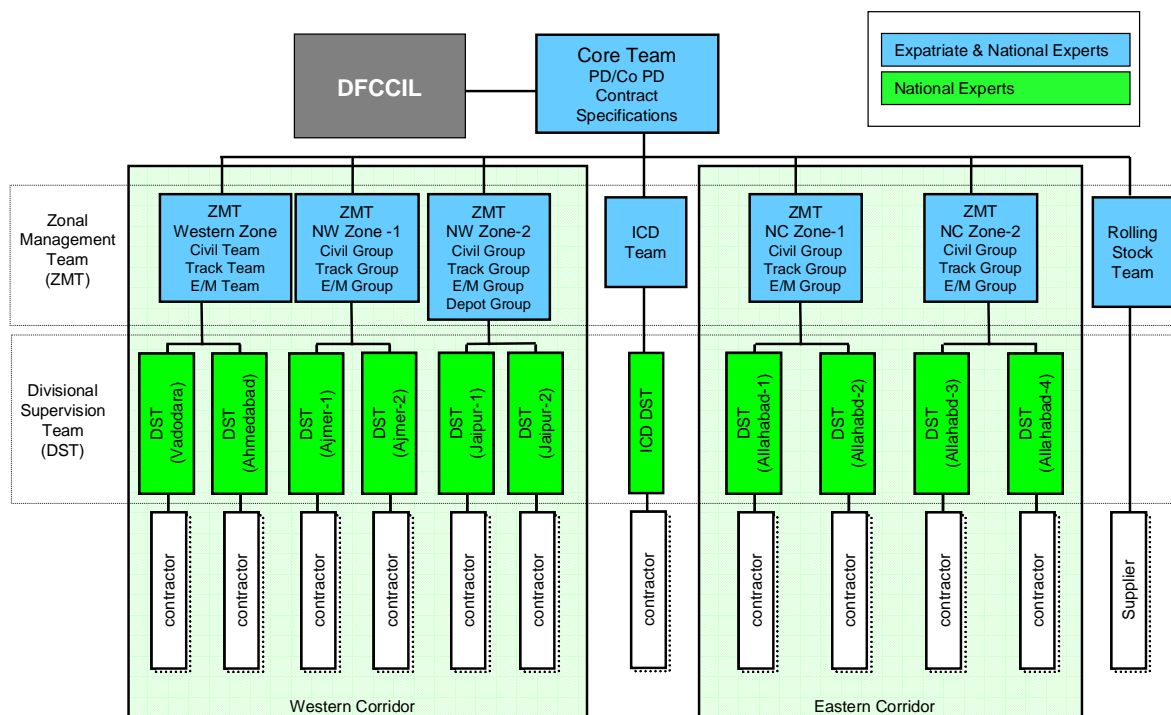 DFCCIL
Core Team
PD/Co PD
Contract
Specifications
Expatriate & National Experts
National Experts
Zonal
Management
Team
(ZMT)
ZMT
Western Zone
Civil Team
Track Team
E/M Team
ZMT
NW Zone -1
Civil Group
Track Group
E/M Group
ZMT
NW Zone-2
Civil Group
Track Group
E/M Group
Depot Group
ICD
Team
ZMT
NC Zone-1
Civil Group
Track Group
E/M Group
ZMT
NC Zone-2
Civil Group
Track Group
E/M Group
Rolling
Stock
Team
Divisional
Supervision
Team
(DST)
DST
(Vadodara)
DST
(Ahmedabad)
DST
(Ajmer-1)
DST
(Ajmer-2)
DST
(Jaipur-1)
DST
(Jaipur-2)
ICD DST
DST
(Allahabad-1)
DST
(Allahabd-2)
DST
(Allahabd-3)
DST
(Allahabad-4)
contractor
contractor
contractor
contractor
contractor
contractor
contractor
contractor
contractor
contractor
contractor
Supplier
Western Corridor
Eastern Corridor